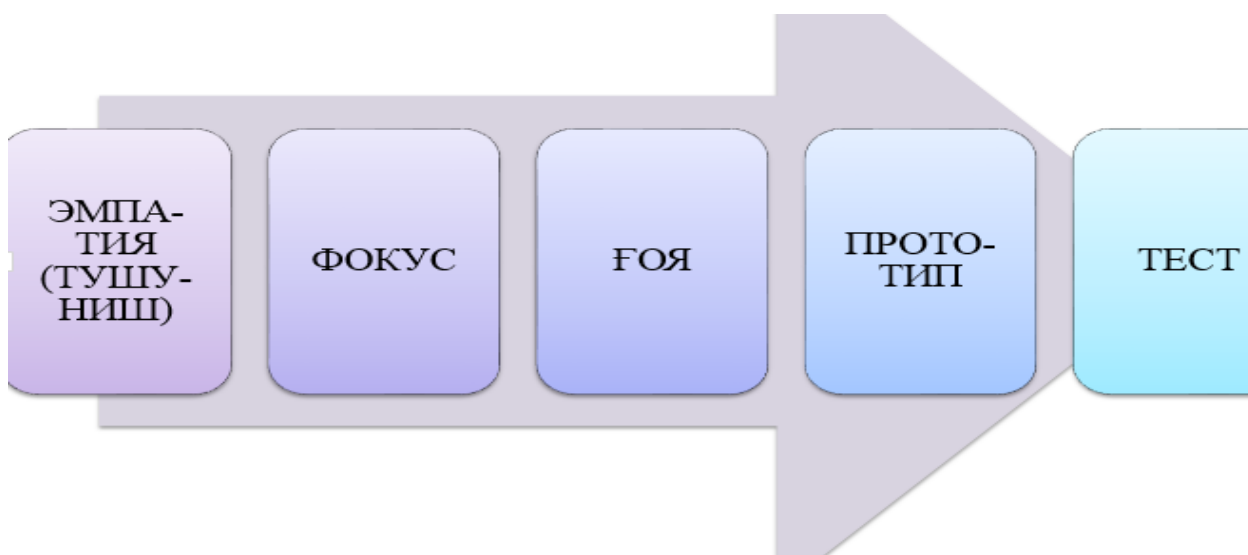 ЭМПА-
ТИЯ
(ТУШУ-
НИШ)
ФОКУС
ҒОЯ
ПРОТО-
ТИП
ТЕСТ